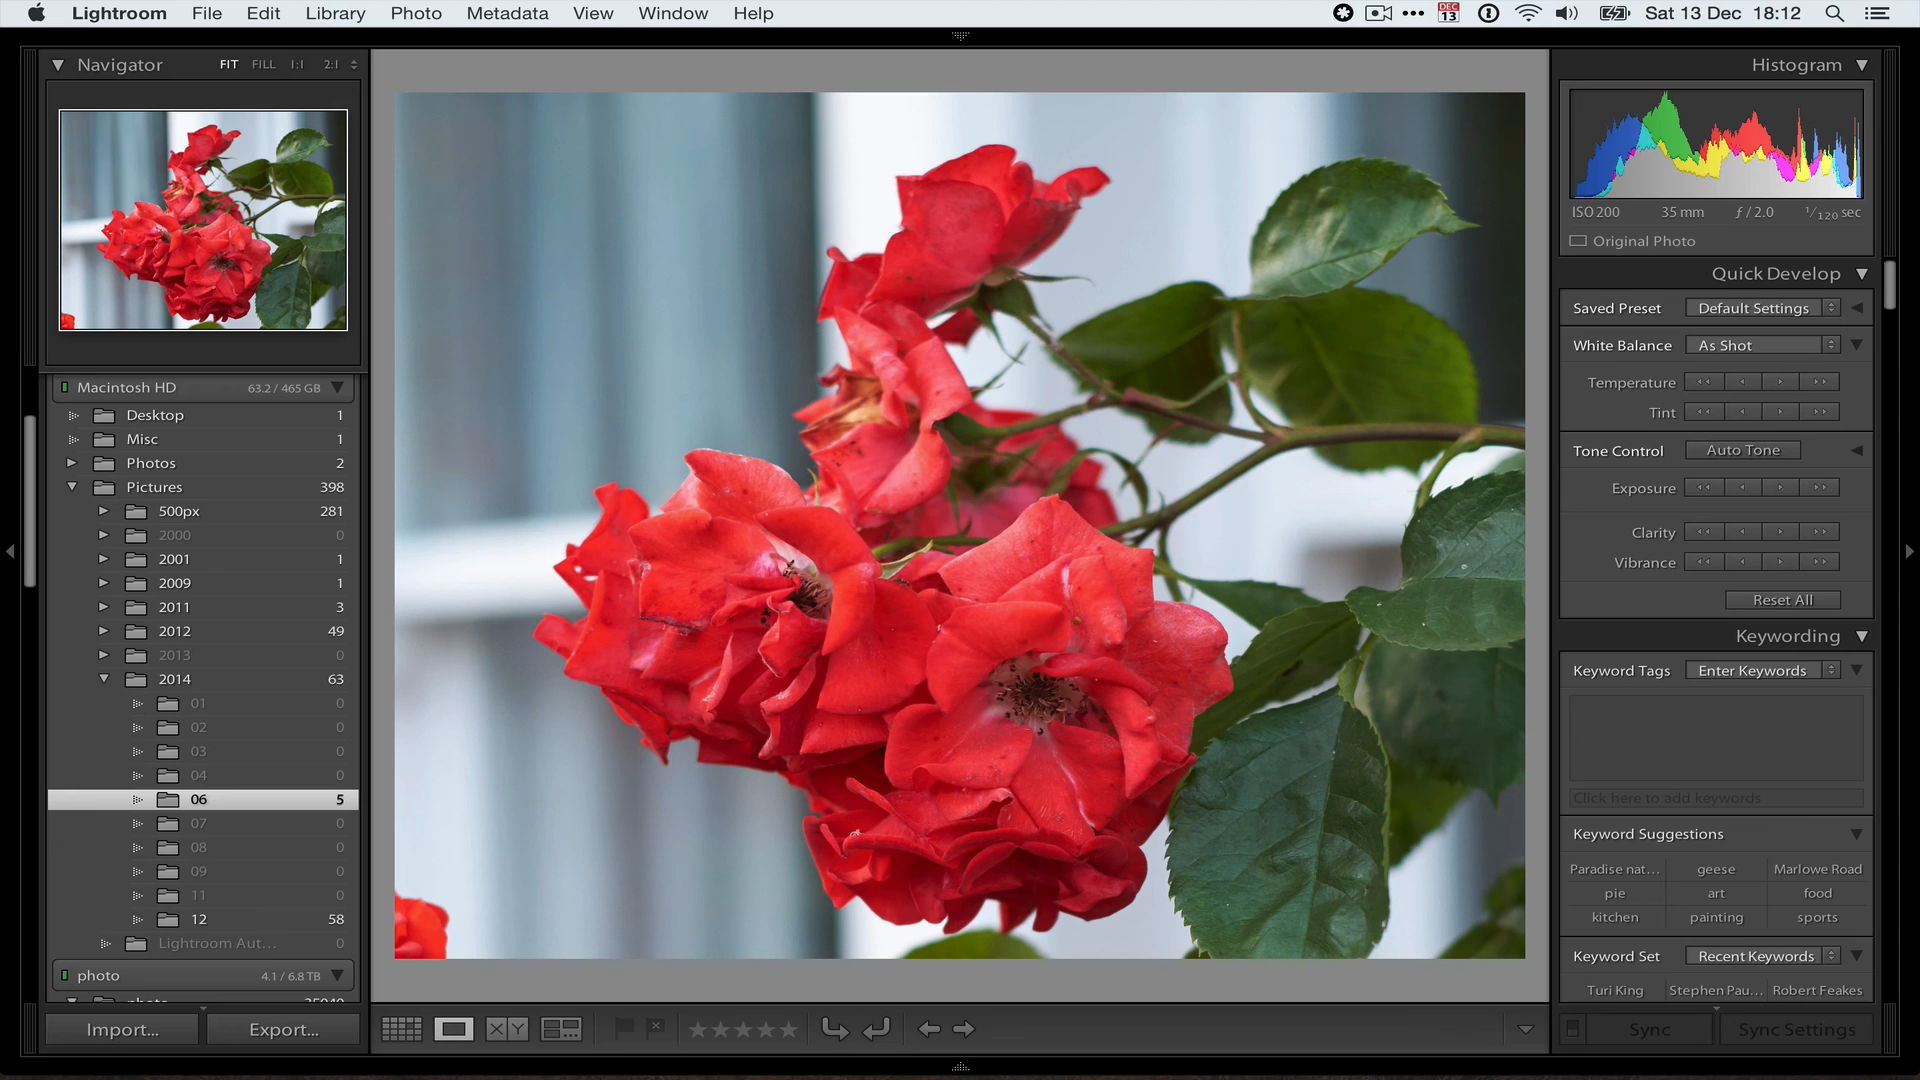 Lightroom File Edit Library Photo Metadata View Window Help
DEC 13 Sat 13 Dec 18:12
Navigator FIT FILL 1:1 2:1
Macintosh HD 63.2 / 465 GB
Desktop 1
Misc 1
Photos 2
Pictures 398
500px 281
2000 0
2001 1
2009 1
2011 3
2012 49
2013 0
2014 63
01 0
02 0
03 0
04 0
06 5
07 0
08 0
09 0
11 0
12 58
Lightroom Aut... 0
photo 4.1 / 6.8 TB
Import... Export...
X Y
Histogram
ISO 200 35 mm ƒ / 2.0 1/120 sec
Original Photo
Quick Develop
Saved Preset Default Settings
White Balance As Shot
Temperature
Tint
Tone Control Auto Tone
Exposure
Clarity
Vibrance
Reset All
Keywording
Keyword Tags Enter Keywords
Click here to add keywords
Keyword Suggestions
Paradise nat... geese Marlowe Road
pie art food
kitchen painting sports
Keyword Set Recent Keywords
Turi King Stephen Pau... Robert Feakes
Sync Sync Settings